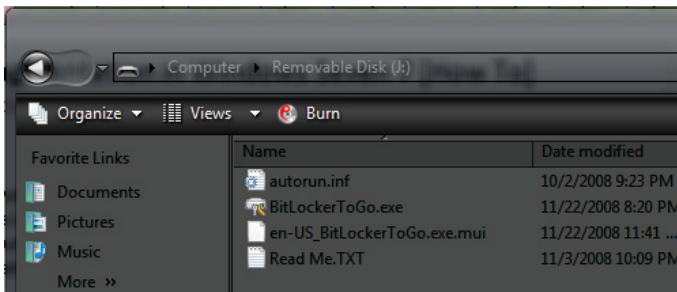 Computer ▸ Removable Disk (J:)
Organize Views Burn
Favorite Links
Name Date modified
Documents
autorun.inf 10/2/2008 9:23 PM
Pictures
BitLockerToGo.exe 11/22/2008 8:20 PM
en-US_BitLockerToGo.exe.mui 11/22/2008 11:41 ...
Music
Read Me.TXT 11/3/2008 10:09 PM
More »